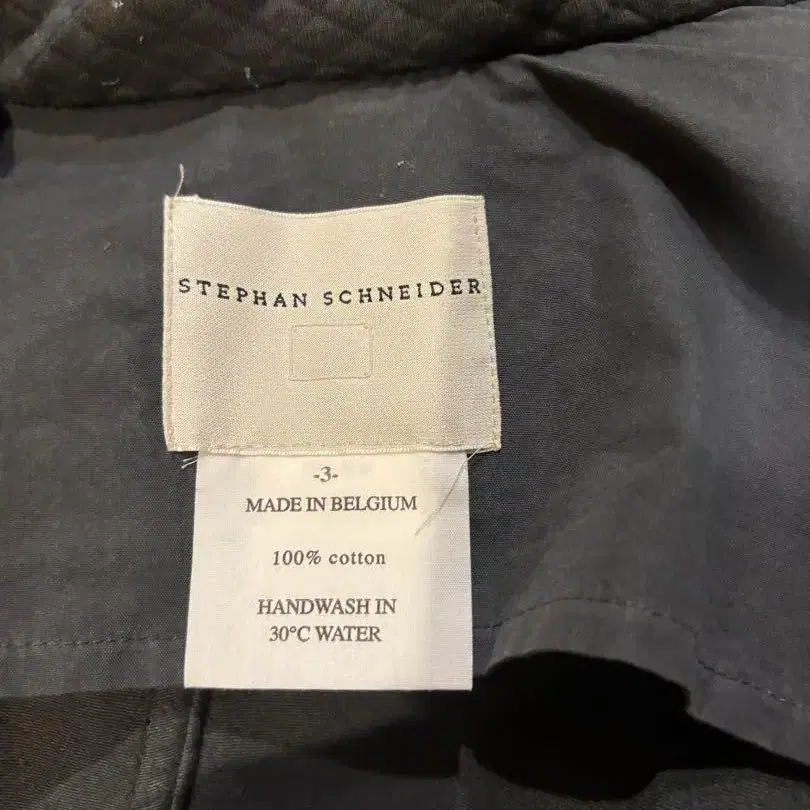 STEPHAN SCHNEIDER
-3-
MADE IN BELGIUM
100% cotton
HANDWASH IN
30°C WATER